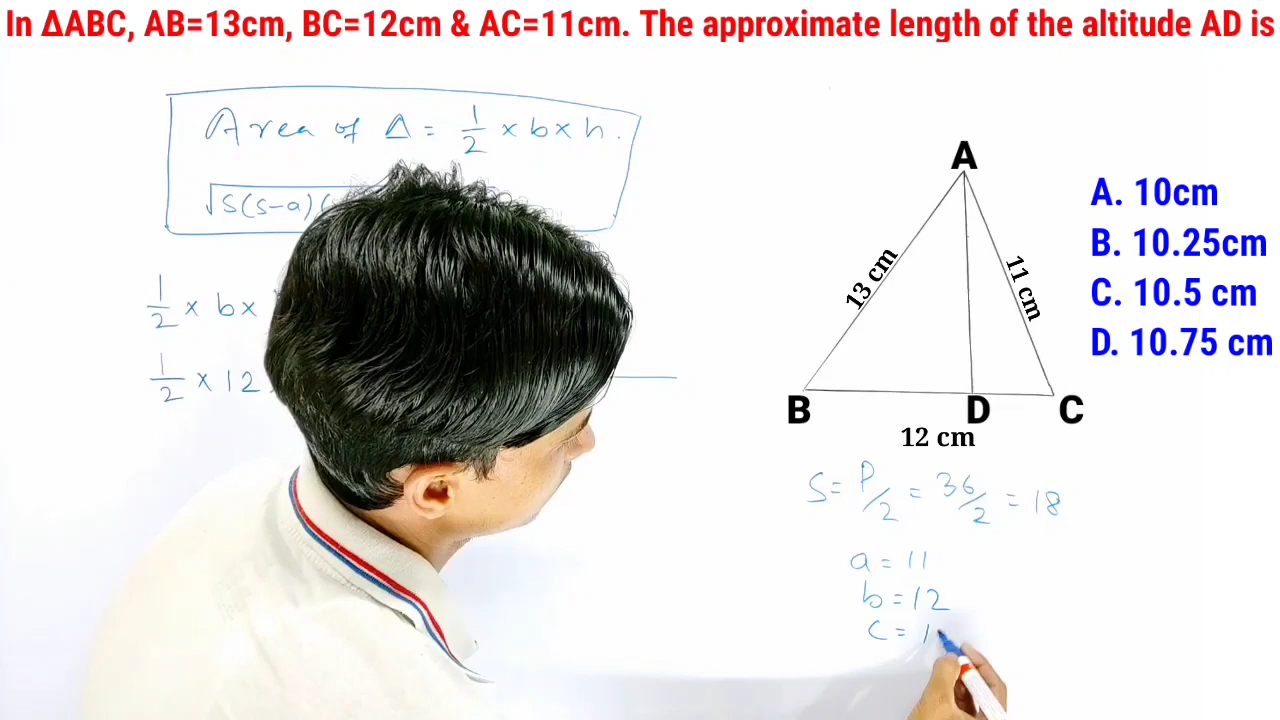 In ΔABC, AB=13cm, BC=12cm & AC=11cm. The approximate length of the altitude AD is
Area of Δ = 1/2 × b × h.
√s(s-a)(
1/2 × b×
1/2 × 12
A
13 cm
11 cm
B
D
C
12 cm
A. 10cm
B. 10.25cm
C. 10.5 cm
D. 10.75 cm
S = P/2 = 36/2 = 18
a = 11
b = 12
c = 1